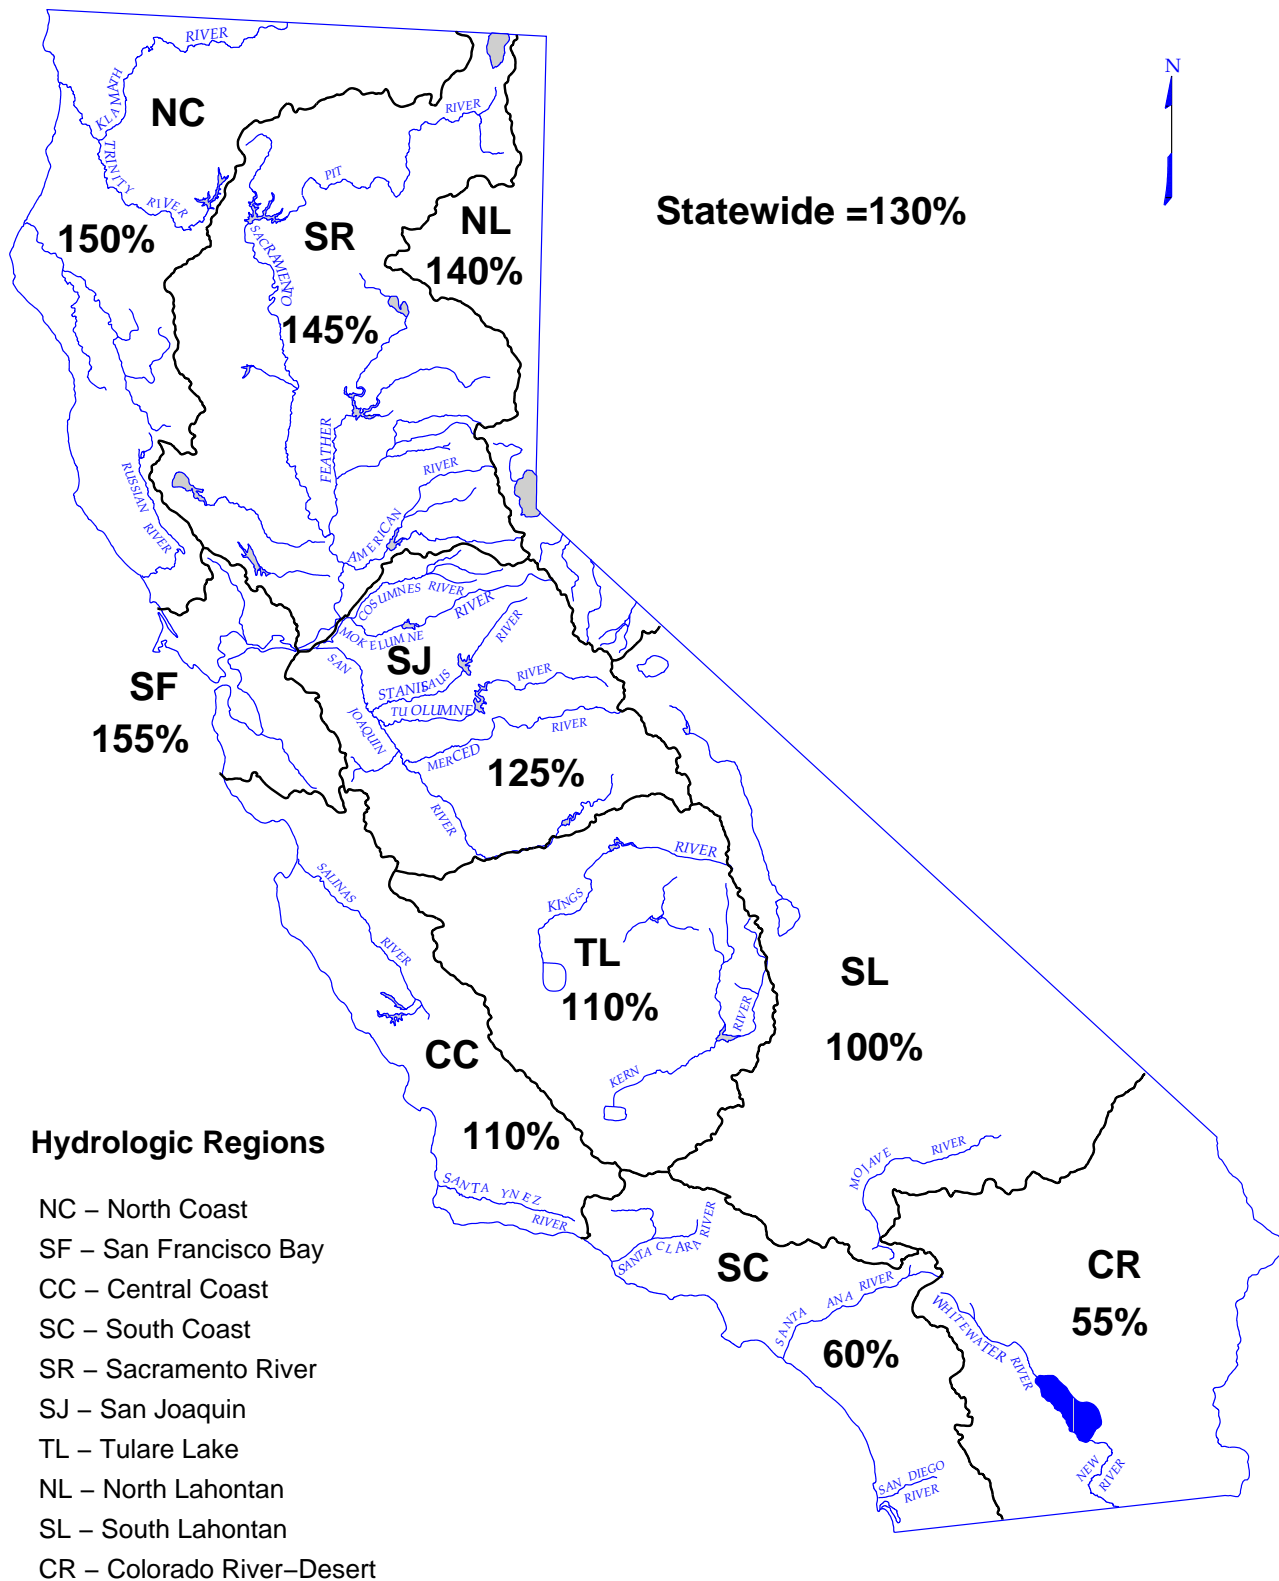 RIVER
KLAMATH
NC
TRINITY
RIVER
150%
RIVER
PIT
SR
SACRAMENTO
145%
NL
140%
N
Statewide =130%
FEATHER
RIVER
AMERICAN
RUSSIAN RIVER
COSUMNES RIVER
MOKELUMNE
RIVER
SF
155%
SAN
JOAQUIN
RIVER
SJ
STANISLAUS
RIVER
TUOLUMNE
RIVER
MERCED
RIVER
125%
SALINAS
RIVER
KINGS
RIVER
TL
110%
RIVER
KERN
SL
100%
CC
110%
SANTA YNEZ
RIVER
SANTA CLARA RIVER
SC
MOJAVE
RIVER
SANTA ANA RIVER
60%
WHITEWATER RIVER
CR
55%
NEW
RIVER
SAN DIEGO
RIVER
Hydrologic Regions
NC – North Coast
SF – San Francisco Bay
CC – Central Coast
SC – South Coast
SR – Sacramento River
SJ – San Joaquin
TL – Tulare Lake
NL – North Lahontan
SL – South Lahontan
CR – Colorado River–Desert